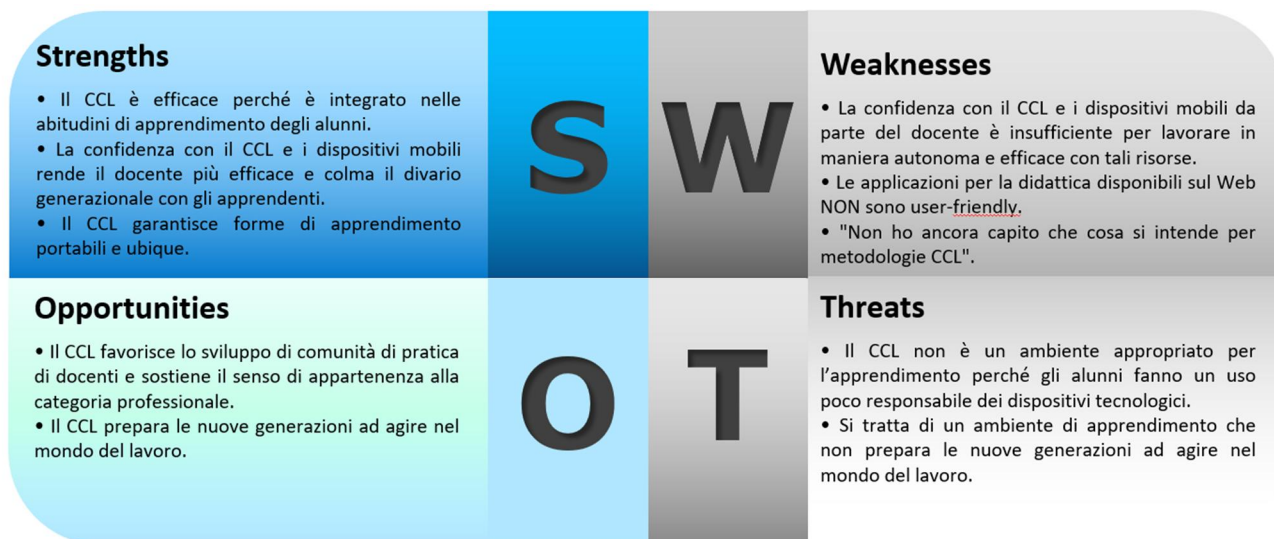 Strengths
• Il CCL è efficace perché è integrato nelle
abitudini di apprendimento degli alunni.
• La confidenza con il CCL e i dispositivi mobili
rende il docente più efficace e colma il divario
generazionale con gli apprendenti.
• Il CCL garantisce forme di apprendimento
portabili e ubique.
S
W
Weaknesses
• La confidenza con il CCL e i dispositivi mobili da
parte del docente è insufficiente per lavorare in
maniera autonoma e efficace con tali risorse.
• Le applicazioni per la didattica disponibili sul Web
NON sono user-friendly.
• "Non ho ancora capito che cosa si intende per
metodologie CCL".
Opportunities
• Il CCL favorisce lo sviluppo di comunità di pratica
di docenti e sostiene il senso di appartenenza alla
categoria professionale.
• Il CCL prepara le nuove generazioni ad agire nel
mondo del lavoro.
O
T
Threats
• Il CCL non è un ambiente appropriato per
l’apprendimento perché gli alunni fanno un uso
poco responsabile dei dispositivi tecnologici.
• Si tratta di un ambiente di apprendimento che
non prepara le nuove generazioni ad agire nel
mondo del lavoro.